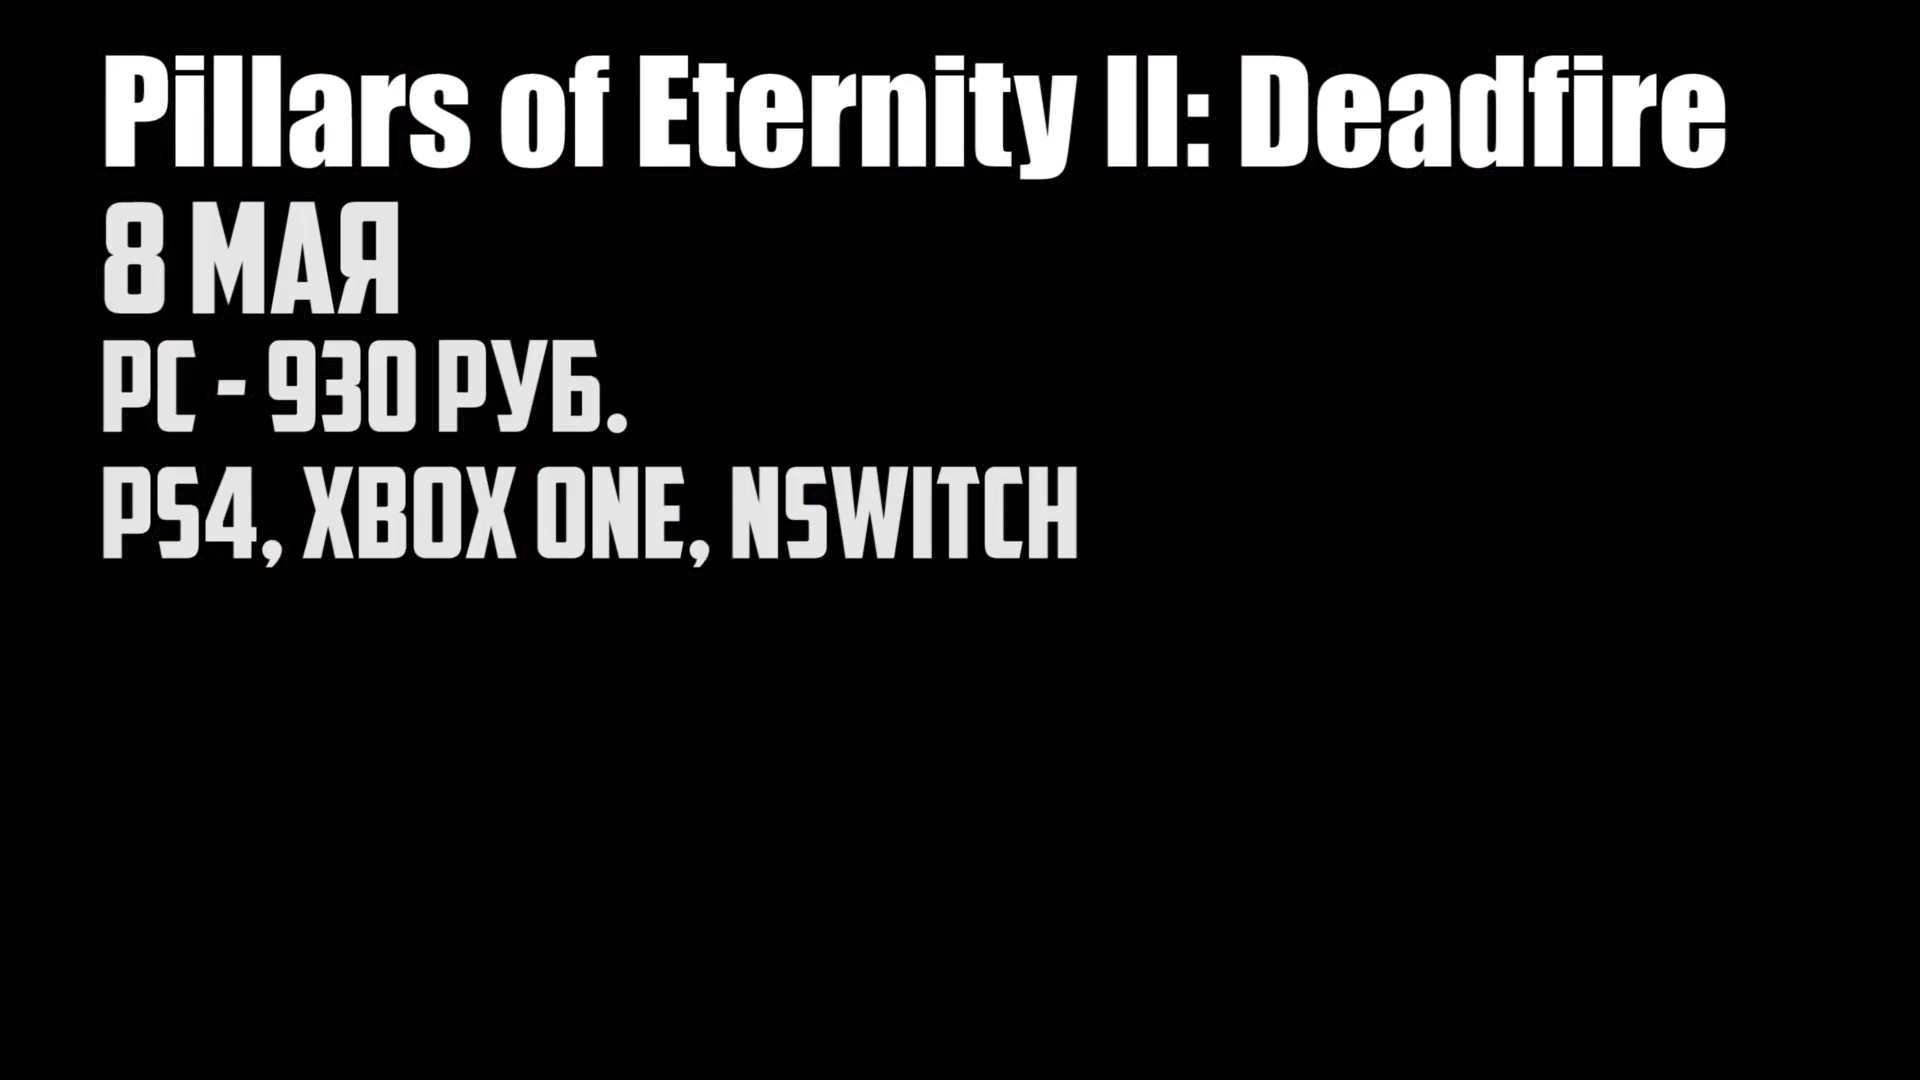 Pillars of Eternity II: Deadfire
8 МАЯ
PC - 930 РУБ.
PS4, XBOX ONE, NSWITCH